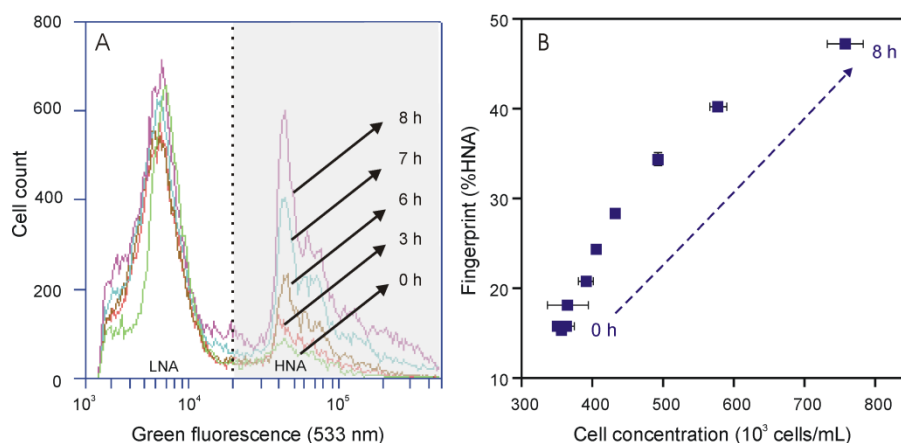 A
800
600
400
200
0
Cell count
8 h
7 h
6 h
3 h
0 h
LNA
HNA
10³
10⁴
10⁵
Green fluorescence (533 nm)
B
50
40
30
20
10
Fingerprint (%HNA)
8 h
0 h
300
400
500
600
700
800
Cell concentration (10³ cells/mL)